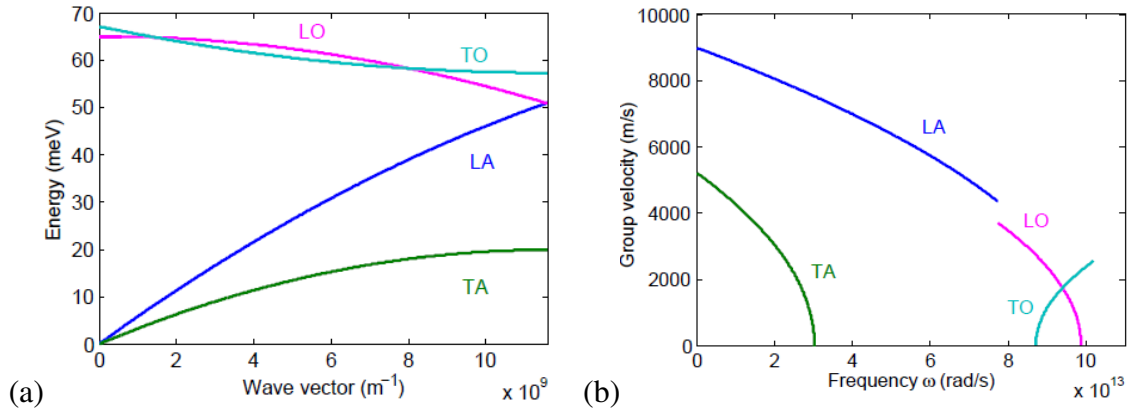 70
60
50
40
30
20
10
0
Energy (meV)
LO
TO
LA
TA
0 2 4 6 8 10
Wave vector (m⁻¹) x 10⁹
(a)
10000
8000
6000
4000
2000
0
Group velocity (m/s)
LA
LO
TA
TO
0 2 4 6 8 10
Frequency ω (rad/s) x 10¹³
(b)